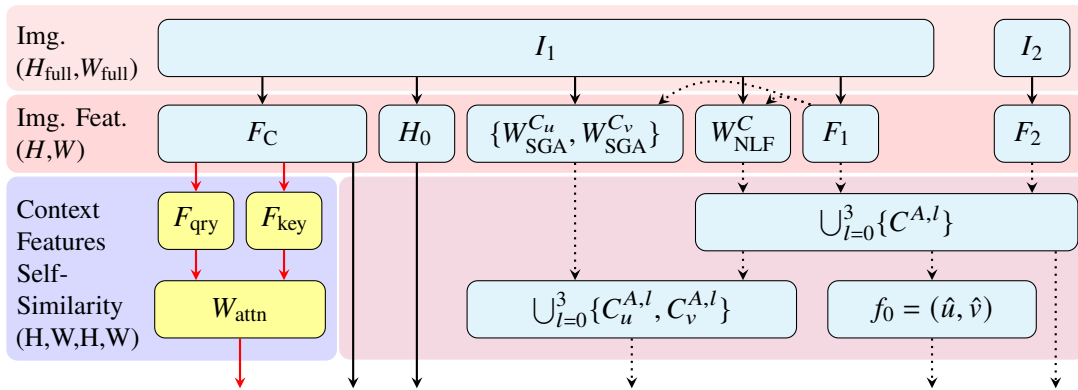 Img.
(H_full,W_full)
I_1
I_2
Img. Feat.
(H,W)
F_C
H_0
{W_SGA^{C_u}, W_SGA^{C_v}}
W_NLF^C
F_1
F_2
Context
Features
Self-
Similarity
(H,W,H,W)
F_qry
F_key
W_attn
⋃_{l=0}^3{C^{A,l}}
⋃_{l=0}^3{C_u^{A,l}, C_v^{A,l}}
f_0 = (û, v̂)